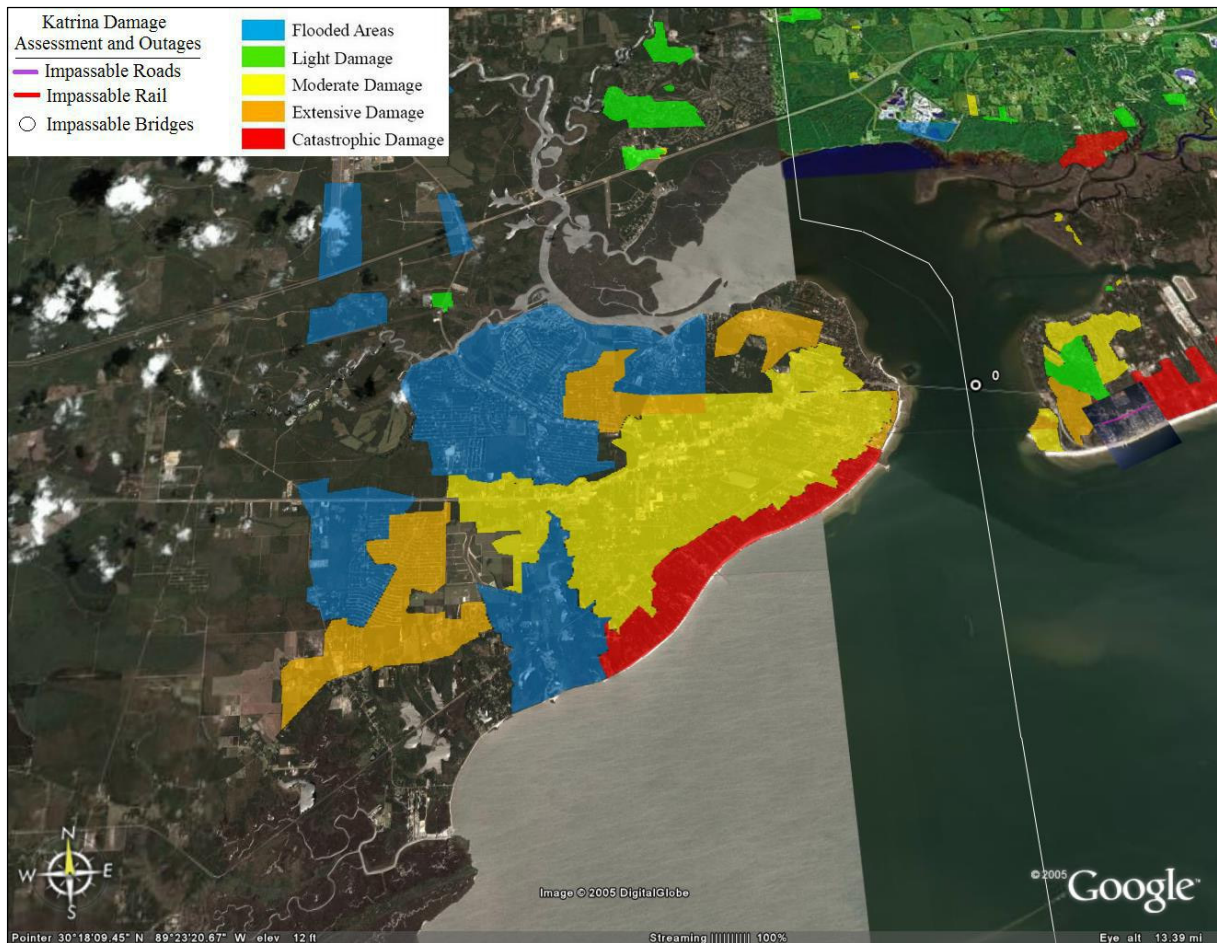 Katrina Damage
Assessment and Outages
Impassable Roads
Impassable Rail
Impassable Bridges
Flooded Areas
Light Damage
Moderate Damage
Extensive Damage
Catastrophic Damage
0
N
W E
S
Image © 2005 DigitalGlobe
© 2005 Google™
Pointer 30°18'09.45" N 89°23'20.67" W elev 12 ft Streaming |||||||||| 100% Eye alt 13.39 mi